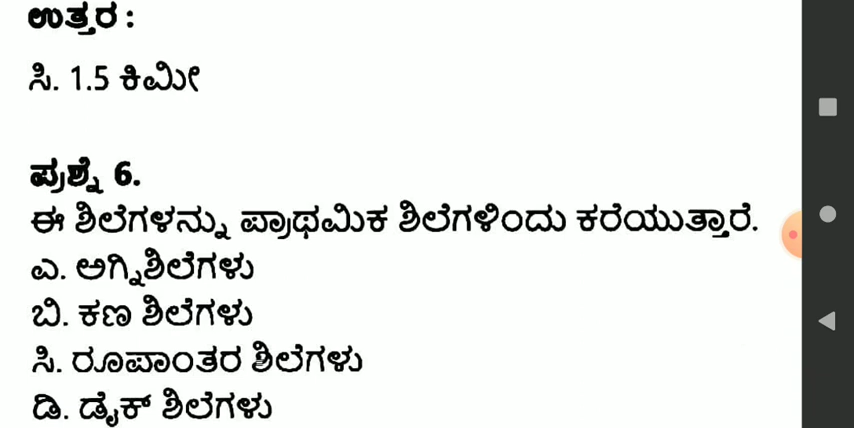 ಉತ್ತರ :
ಸಿ. 1.5 ಕಿಮೀ
ಪ್ರಶ್ನೆ 6.
ಈ ಶಿಲೆಗಳನ್ನು ಪ್ರಾಥಮಿಕ ಶಿಲೆಗಳೆಂದು ಕರೆಯುತ್ತಾರೆ.
ಎ. ಅಗ್ನಿಶಿಲೆಗಳು
ಬಿ. ಕಣ ಶಿಲೆಗಳು
ಸಿ. ರೂಪಾಂತರ ಶಿಲೆಗಳು
ಡಿ. ಡೈಕ್ ಶಿಲೆಗಳು